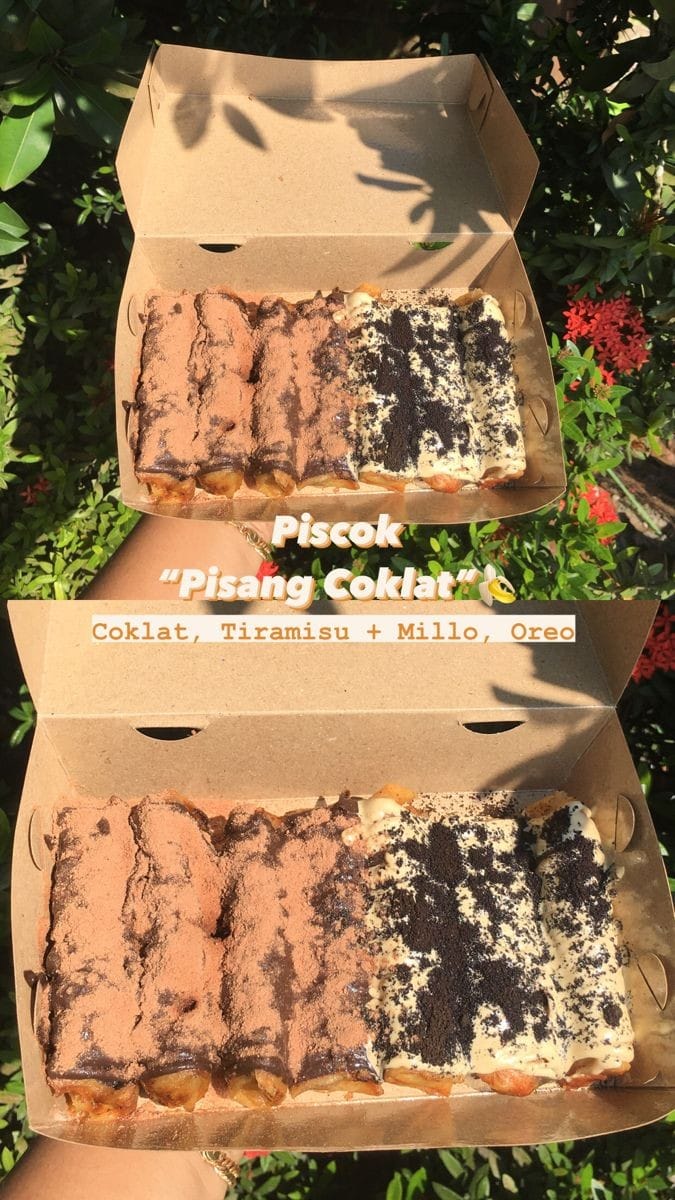 Piscok
“Pisang Coklat”🍌
Coklat, Tiramisu + Millo, Oreo